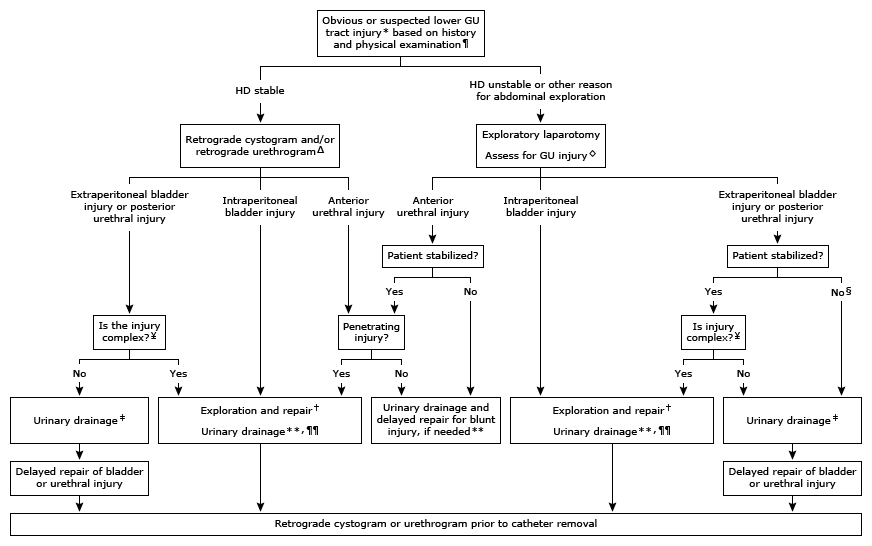 Obvious or suspected lower GU
tract injury* based on history
and physical examination¶
HD stable
HD unstable or other reason
for abdominal exploration
Retrograde cystogram and/or
retrograde urethrogramΔ
Exploratory laparotomy
Assess for GU injury◇
Extraperitoneal bladder
injury or posterior
urethral injury
Intraperitoneal
bladder injury
Anterior
urethral injury
Anterior
urethral injury
Intraperitoneal
bladder injury
Extraperitoneal bladder
injury or posterior
urethral injury
Patient stabilized?
Patient stabilized?
Yes
No
Yes
No§
Is the injury
complex?¥
Penetrating
injury?
Is injury
complex?¥
No
Yes
Yes
No
Yes
No
Urinary drainage‡
Exploration and repair†
Urinary drainage**,¶¶
Urinary drainage and
delayed repair for blunt
injury, if needed**
Exploration and repair†
Urinary drainage**,¶¶
Urinary drainage‡
Delayed repair of bladder
or urethral injury
Delayed repair of bladder
or urethral injury
Retrograde cystogram or urethrogram prior to catheter removal